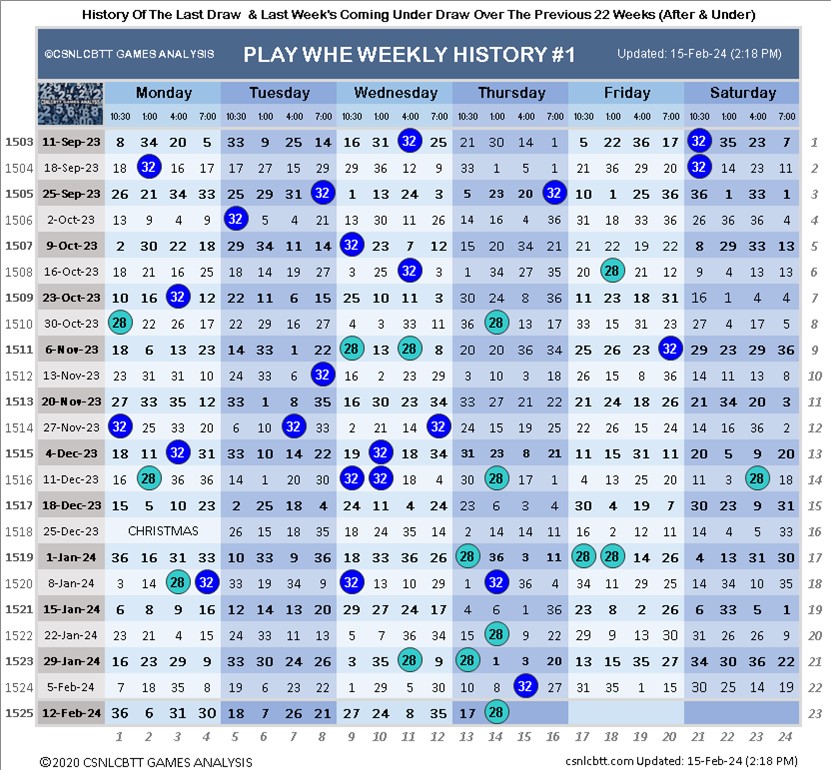 History Of The Last Draw & Last Week's Coming Under Draw Over The Previous 22 Weeks (After & Under)
©CSNLCBTT GAMES ANALYSIS PLAY WHE WEEKLY HISTORY #1 Updated: 15-Feb-24 (2:18 PM)
Monday Tuesday Wednesday Thursday Friday Saturday
CSNLCBTT GAMES ANALYSIS 10:30 1:00 4:00 7:00 10:30 1:00 4:00 7:00 10:30 1:00 4:00 7:00 10:30 1:00 4:00 7:00 10:30 1:00 4:00 7:00 10:30 1:00 4:00 7:00
1503 11-Sep-23 8 34 20 5 33 9 25 14 16 31 32 25 21 30 14 1 5 22 36 17 32 35 23 7 1
1504 18-Sep-23 18 32 16 17 17 27 15 29 29 36 12 9 33 1 5 1 21 36 29 20 32 14 23 11 2
1505 25-Sep-23 26 21 34 33 25 29 31 32 1 13 24 3 5 23 20 32 10 1 25 36 36 1 32 1 3
1506 2-Oct-23 13 9 4 9 32 5 4 21 13 30 11 26 14 16 4 36 31 18 33 36 26 36 36 4 4
1507 9-Oct-23 2 30 22 18 29 34 11 14 32 23 7 12 15 20 34 21 21 22 19 22 8 29 33 13 5
1508 16-Oct-23 18 21 16 25 18 14 19 27 3 25 32 3 1 34 27 35 20 28 21 12 9 4 13 13 6
1509 23-Oct-23 10 16 32 12 22 11 6 15 25 10 11 3 30 24 8 36 11 23 18 31 16 1 4 4 7
1510 30-Oct-23 28 22 26 17 22 29 16 27 4 3 33 11 36 28 13 17 33 15 31 23 27 4 17 5 8
1511 6-Nov-23 18 6 13 23 14 33 1 22 28 13 28 8 20 20 36 34 25 26 23 32 29 23 29 36 9
1512 13-Nov-23 23 31 31 10 24 33 6 32 16 2 23 29 3 10 3 18 26 15 8 36 14 11 13 8 10
1513 20-Nov-23 27 33 35 12 33 1 8 35 16 30 23 34 33 27 21 22 21 24 18 26 21 34 20 3 11
1514 27-Nov-23 32 25 33 20 6 10 32 33 2 21 14 32 24 15 19 25 22 26 15 24 14 16 36 2 12
1515 4-Dec-23 18 11 32 31 33 10 14 22 19 32 18 34 31 23 8 21 13 15 6 11 20 5 9 20 13
1516 11-Dec-23 16 28 36 36 14 1 20 30 32 32 18 4 30 28 17 1 4 13 25 20 11 3 28 18 14
1517 18-Dec-23 15 5 10 23 2 25 18 4 24 11 4 24 23 6 3 4 30 4 19 7 30 23 9 31 15
1518 25-Dec-23 CHRISTMAS 26 15 18 35 18 24 35 14 2 14 14 11 16 2 12 11 14 4 5 33 16
1519 1-Jan-24 36 16 31 33 10 33 9 36 18 33 36 26 28 36 3 11 28 28 14 26 4 13 31 30 17
1520 8-Jan-24 3 14 28 32 33 19 34 9 32 13 10 29 1 32 36 4 34 11 29 25 14 34 10 35 18
1521 15-Jan-24 6 8 9 16 12 14 13 20 29 27 24 17 4 6 1 36 23 8 2 26 6 33 5 1 19
1522 22-Jan-24 23 21 4 15 24 33 11 13 5 7 36 34 15 28 9 22 29 9 13 30 31 26 26 9 20
1523 29-Jan-24 16 23 29 9 33 30 24 26 3 35 28 9 28 1 3 20 13 15 35 27 34 30 36 22 21
1524 5-Feb-24 7 18 35 8 19 6 23 22 1 29 5 30 10 8 32 27 31 35 1 15 30 25 14 19 22
1525 12-Feb-24 36 6 31 30 18 7 26 21 27 24 8 35 17 28 23
1 2 3 4 5 6 7 8 9 10 11 12 13 14 15 16 17 18 19 20 21 22 23 24
©2020 CSNLCBTT GAMES ANALYSIS csnlcbtt.com Updated: 15-Feb-24 (2:18 PM)